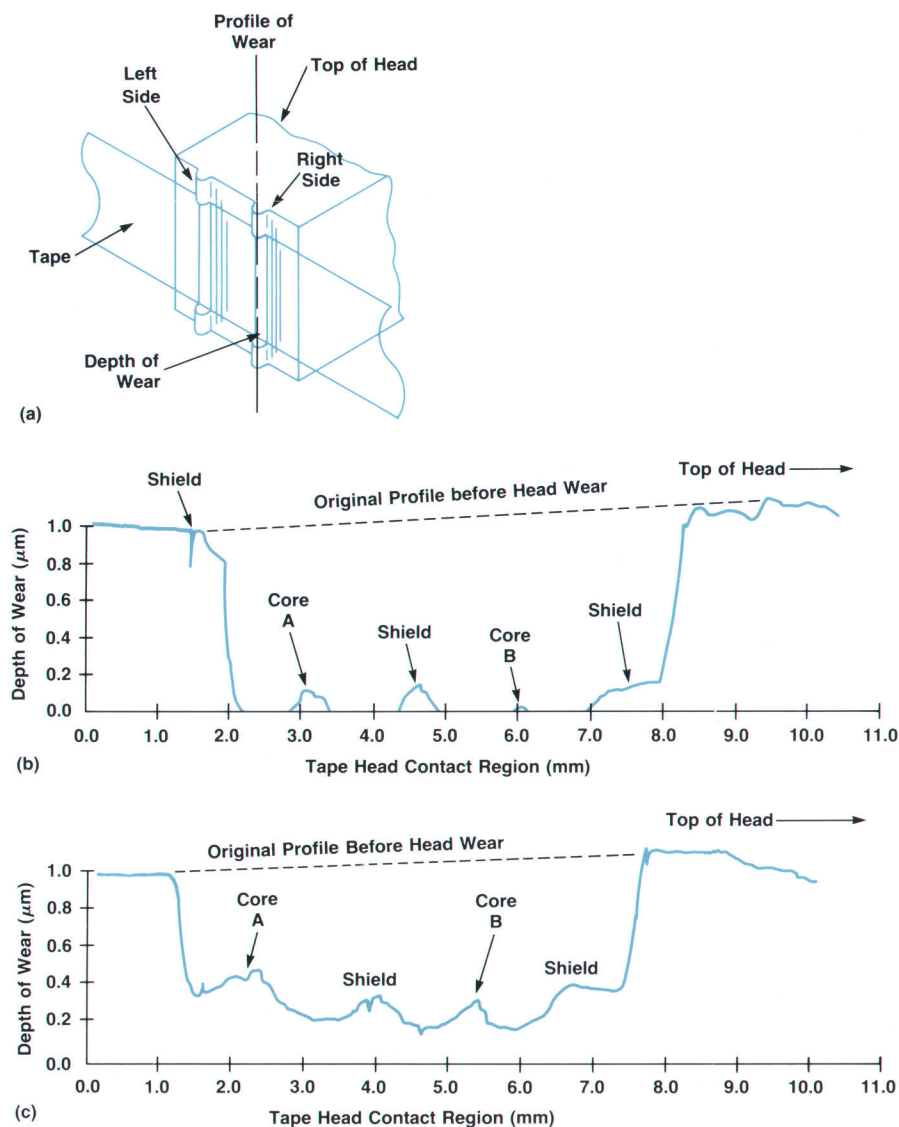 Profile of
Wear
Top of Head
Left
Side
Right
Side
Tape
Depth of
Wear
(a)
Top of Head
Shield
Original Profile before Head Wear
Depth of Wear (μm)
1.0
0.8
0.6
0.4
0.2
0.0
Core
A
Shield
Core
B
Shield
0.0 1.0 2.0 3.0 4.0 5.0 6.0 7.0 8.0 9.0 10.0 11.0
(b)
Tape Head Contact Region (mm)
Top of Head
Original Profile Before Head Wear
Depth of Wear (μm)
1.0
0.8
0.6
0.4
0.2
0.0
Core
A
Shield
Core
B
Shield
0.0 1.0 2.0 3.0 4.0 5.0 6.0 7.0 8.0 9.0 10.0 11.0
(c)
Tape Head Contact Region (mm)